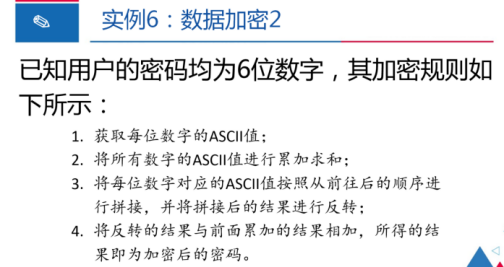 实例6：数据加密2
已知用户的密码均为6位数字，其加密规则如
下所示：
1. 获取每位数字的ASCII值；
2. 将所有数字的ASCII值进行累加求和；
3. 将每位数字对应的ASCII值按照从前往后的顺序进
行拼接，并将拼接后的结果进行反转；
4. 将反转的结果与前面累加的结果相加，所得的结
果即为加密后的密码。